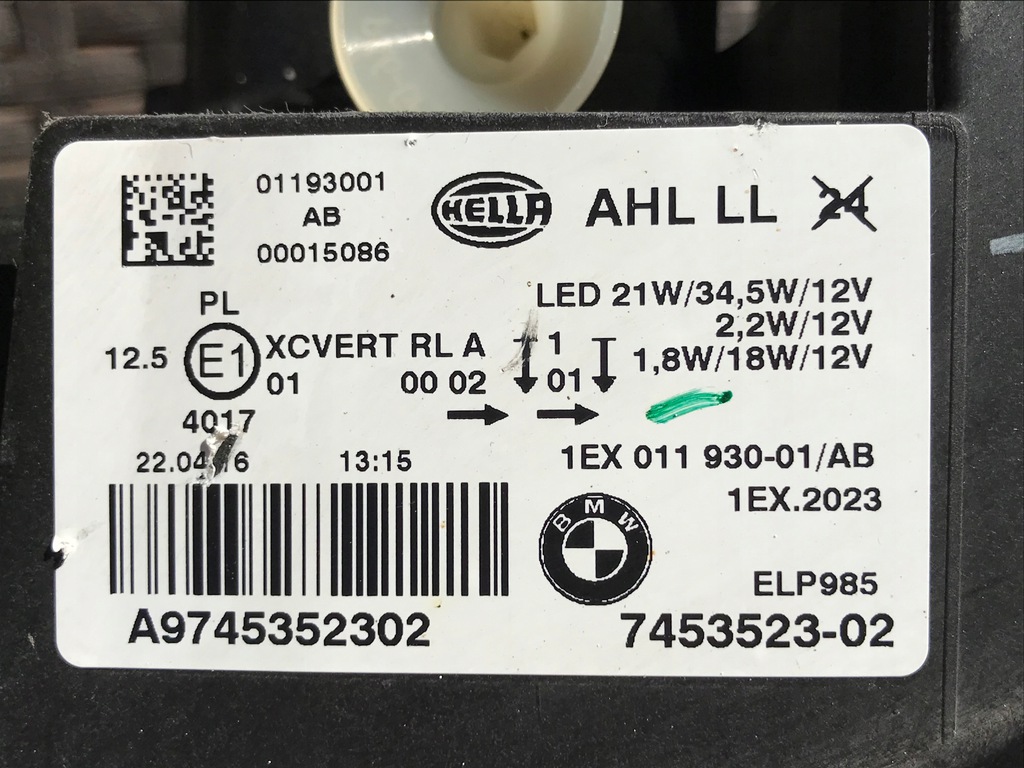 01193001
AB
00015086
HELLA
AHL LL
24
PL
12.5
E1
XCVERT RL A
01 00 02
1
01
4017
LED 21W/34,5W/12V
2,2W/12V
1,8W/18W/12V
22.04 16 13:15
1EX 011 930-01/AB
1EX.2023
BMW
ELP985
A9745352302
7453523-02